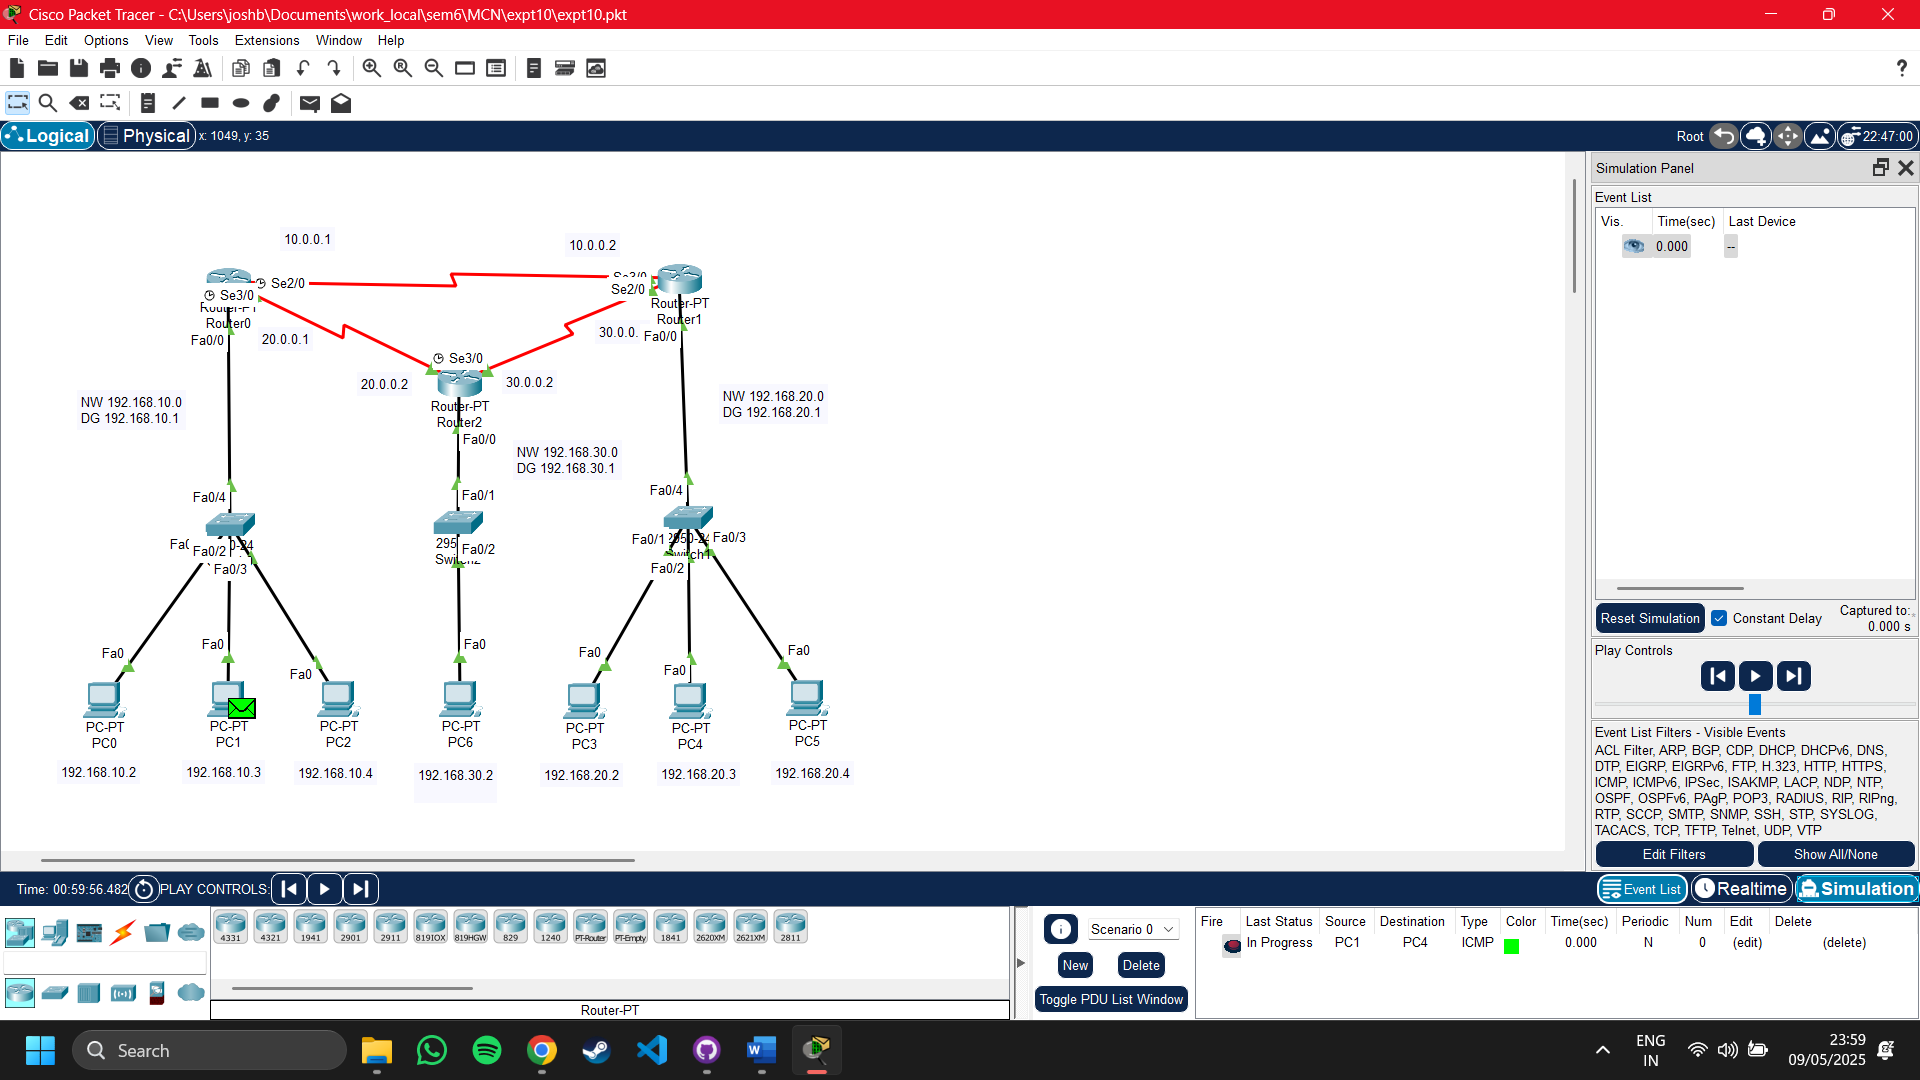 Cisco Packet Tracer - C:\Users\joshb\Documents\work_local\sem6\MCN\expt10\expt10.pkt
File Edit Options View Tools Extensions Window Help
Logical Physical x: 1049, y: 35
Root 22:47:00
10.0.0.1
10.0.0.2
Se2/0
Se3/0
Router0
Fa0/0
20.0.0.1
Se2/0
Router-PT
Router1
30.0.0.
Fa0/0
Se3/0
20.0.0.2
30.0.0.2
Router-PT
Router2
Fa0/0
NW 192.168.10.0
DG 192.168.10.1
NW 192.168.20.0
DG 192.168.20.1
NW 192.168.30.0
DG 192.168.30.1
Fa0/4
Fa0/2
Fa0/3
Fa0/1
295
Fa0/2
Fa0/4
Fa0/1
Fa0/3
Fa0/2
Fa0
Fa0
Fa0
Fa0
Fa0
Fa0
Fa0
PC-PT
PC0
PC-PT
PC1
PC-PT
PC2
PC-PT
PC6
PC-PT
PC3
PC-PT
PC4
PC-PT
PC5
192.168.10.2
192.168.10.3
192.168.10.4
192.168.30.2
192.168.20.2
192.168.20.3
192.168.20.4
Simulation Panel
Event List
Vis. Time(sec) Last Device
0.000 --
Reset Simulation Constant Delay Captured to:
0.000 s
Play Controls
Event List Filters - Visible Events
ACL Filter, ARP, BGP, CDP, DHCP, DHCPv6, DNS,
DTP, EIGRP, EIGRPv6, FTP, H.323, HTTP, HTTPS,
ICMP, ICMPv6, IPSec, ISAKMP, LACP, NDP, NTP,
OSPF, OSPFv6, PAgP, POP3, RADIUS, RIP, RIPng,
RTP, SCCP, SMTP, SNMP, SSH, STP, SYSLOG,
TACACS, TCP, TFTP, Telnet, UDP, VTP
Edit Filters Show All/None
Time: 00:59:56.482 PLAY CONTROLS:
Event List Realtime Simulation
4331 4321 1941 2901 2911 819IOX 819HGW 829 1240 PT-Router PT-Empty 1841 2620XM 2621XM 2811
Router-PT
Scenario 0
New Delete
Toggle PDU List Window
Fire Last Status Source Destination Type Color Time(sec) Periodic Num Edit Delete
In Progress PC1 PC4 ICMP 0.000 N 0 (edit) (delete)
Search
ENG
IN
23:59
09/05/2025